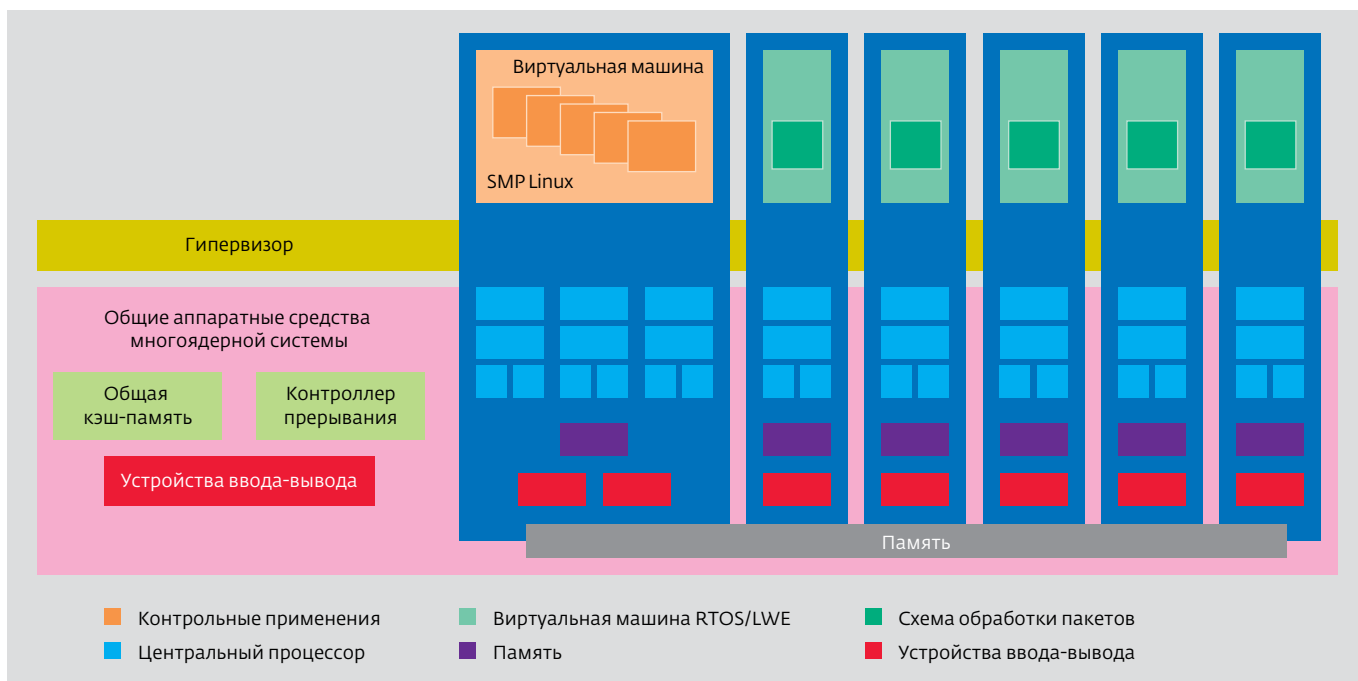 Виртуальная машина
SMP Linux
Гипервизор
Общие аппаратные средства
многоядерной системы
Общая
кэш-память
Контроллер
прерывания
Устройства ввода-вывода
Память
Контрольные применения
Виртуальная машина RTOS/LWE
Схема обработки пакетов
Центральный процессор
Память
Устройства ввода-вывода